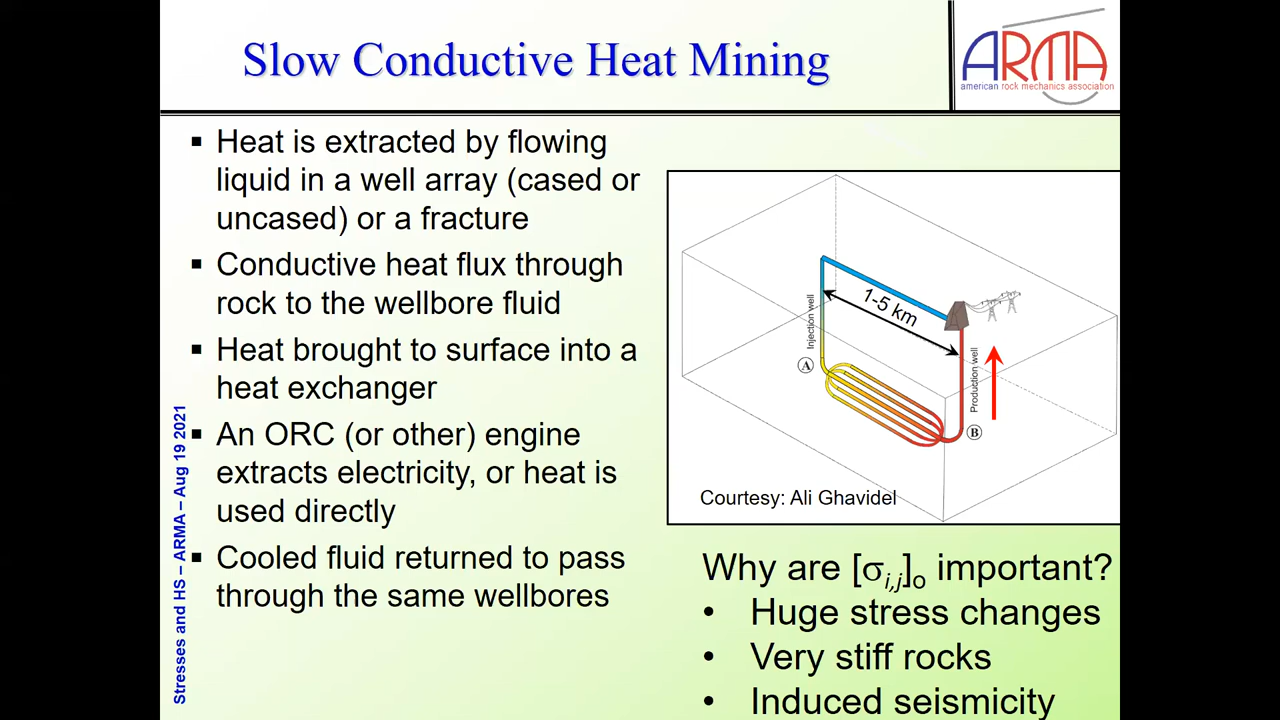 Slow Conductive Heat Mining
ARMA
american rock mechanics association
▪ Heat is extracted by flowing
liquid in a well array (cased or
uncased) or a fracture
▪ Conductive heat flux through
rock to the wellbore fluid
▪ Heat brought to surface into a
heat exchanger
▪ An ORC (or other) engine
extracts electricity, or heat is
used directly
▪ Cooled fluid returned to pass
through the same wellbores
Stresses and HS – ARMA – Aug 19 2021
1-5 km
Injection well
Production well
A
B
Courtesy: Ali Ghavidel
Why are [σi,j]o important?
• Huge stress changes
• Very stiff rocks
• Induced seismicity